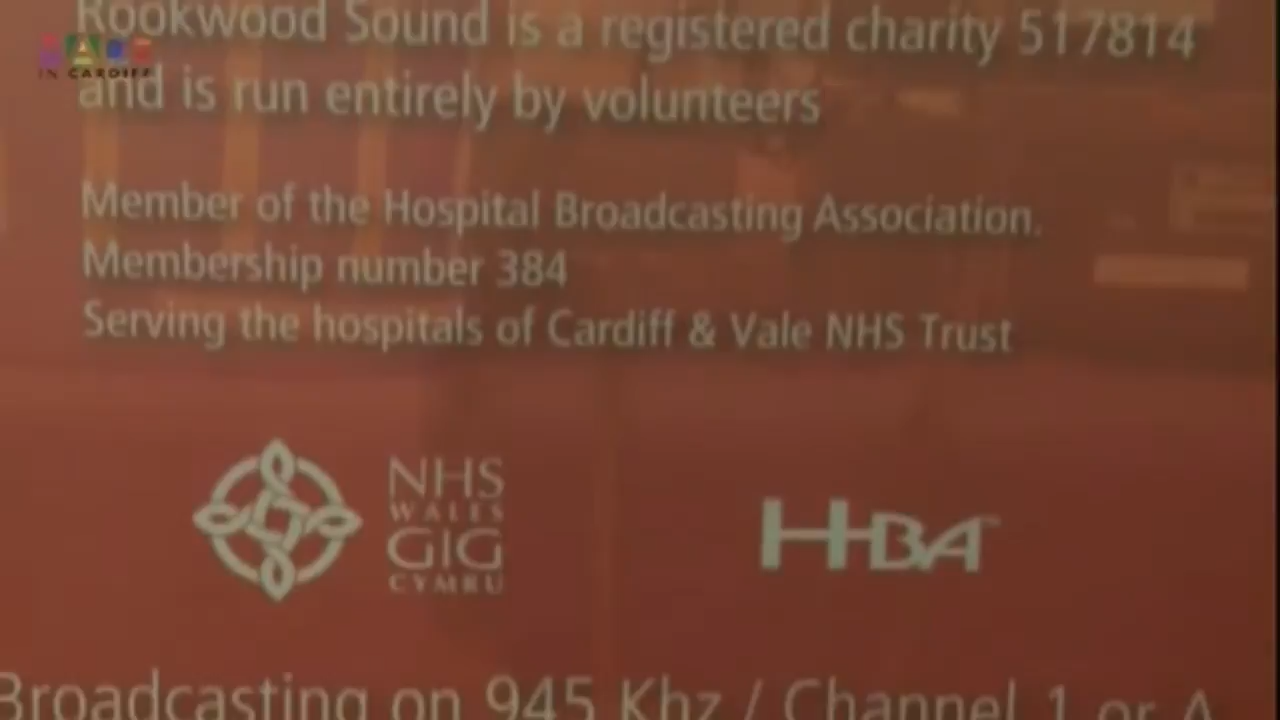 Rookwood Sound is a registered charity 517814
IN CARDIFF
and is run entirely by volunteers
Member of the Hospital Broadcasting Association.
Membership number 384
Serving the hospitals of Cardiff & Vale NHS Trust
NHS
WALES
GIG
CYMRU
HBA
Broadcasting on 945 Khz / Channel 1 or A